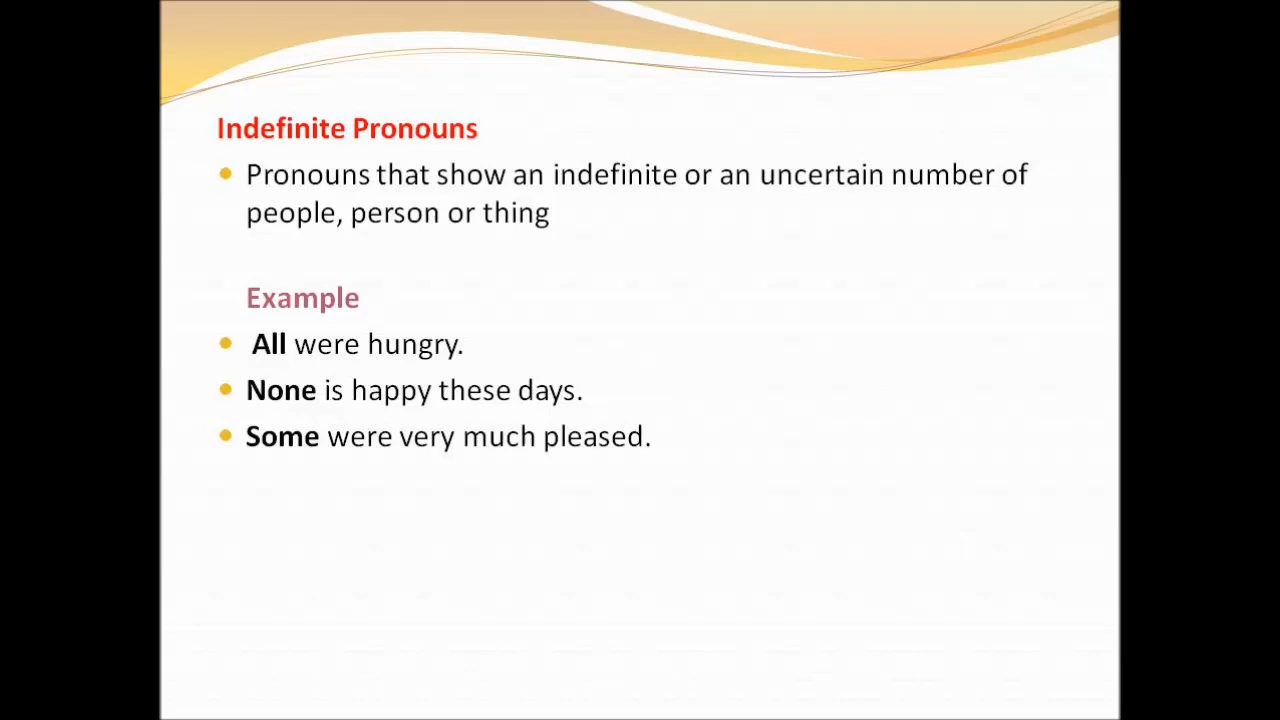 Indefinite Pronouns
• Pronouns that show an indefinite or an uncertain number of
people, person or thing
Example
• All were hungry.
• None is happy these days.
• Some were very much pleased.